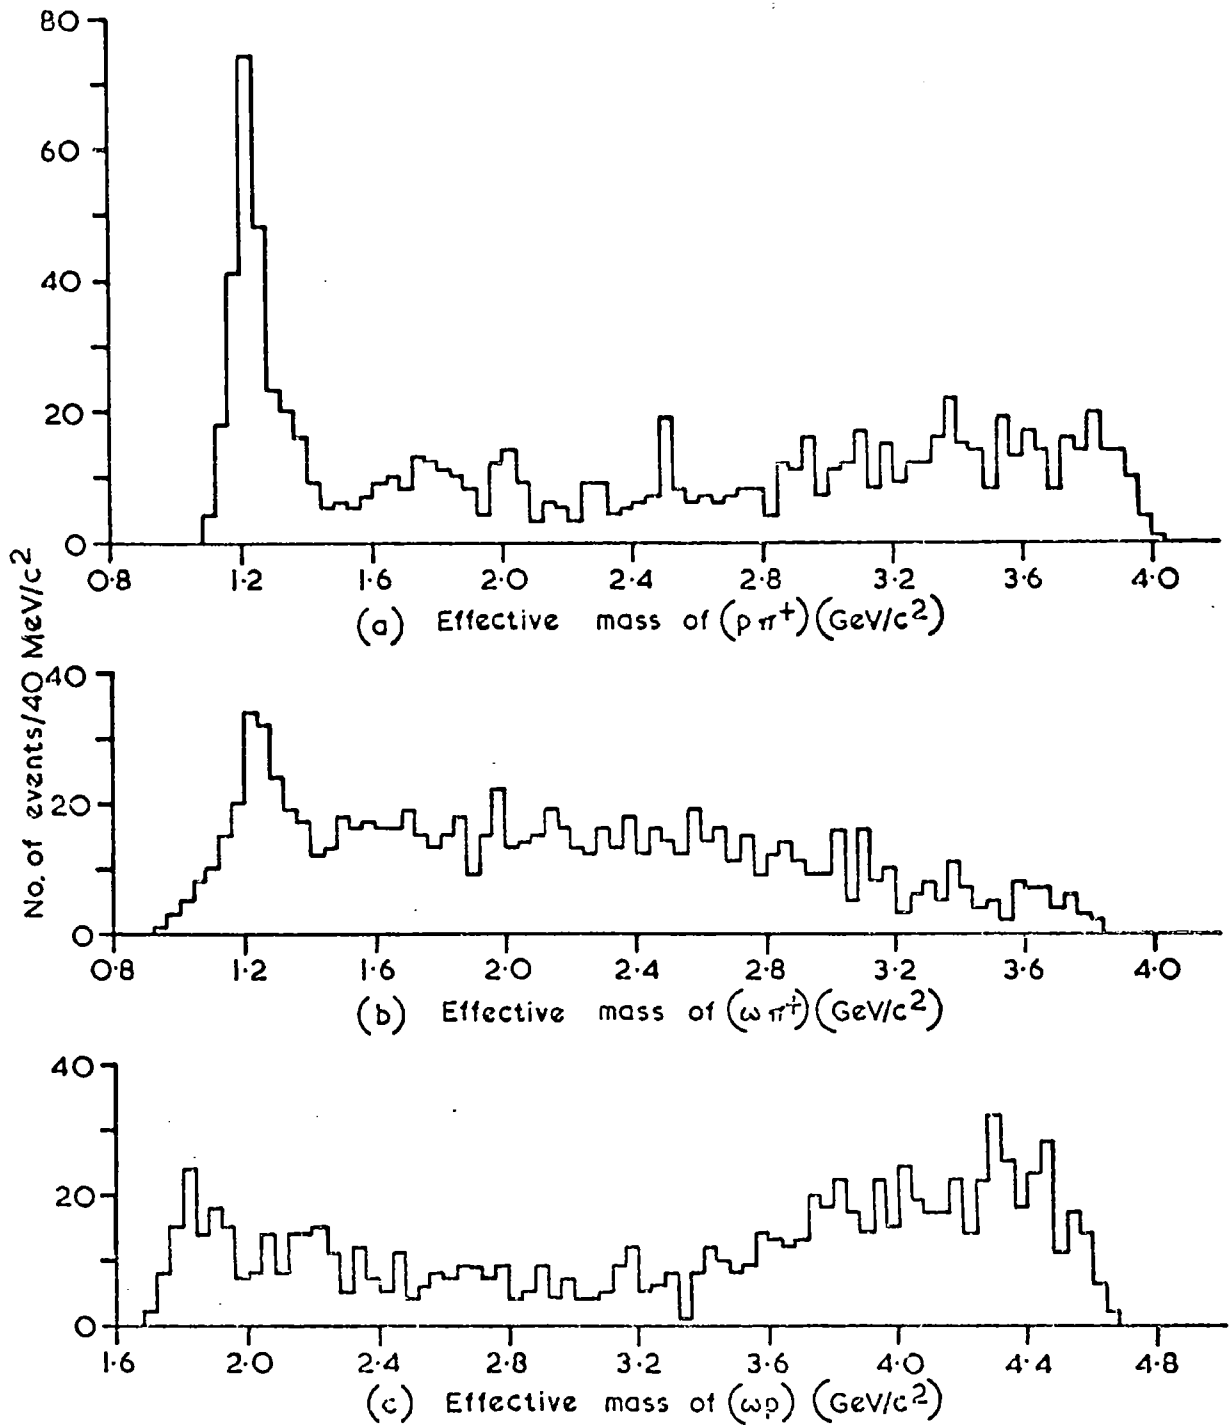 No. of events/40 MeV/c²
80
60
40
20
0
0·8 1·2 1·6 2·0 2·4 2·8 3·2 3·6 4·0
(a) Effective mass of (pπ⁺)(GeV/c²)
40
20
0
0·8 1·2 1·6 2·0 2·4 2·8 3·2 3·6 4·0
(b) Effective mass of (ωπ⁺)(GeV/c²)
40
20
0
1·6 2·0 2·4 2·8 3·2 3·6 4·0 4·4 4·8
(c) Effective mass of (ωp) (GeV/c²)